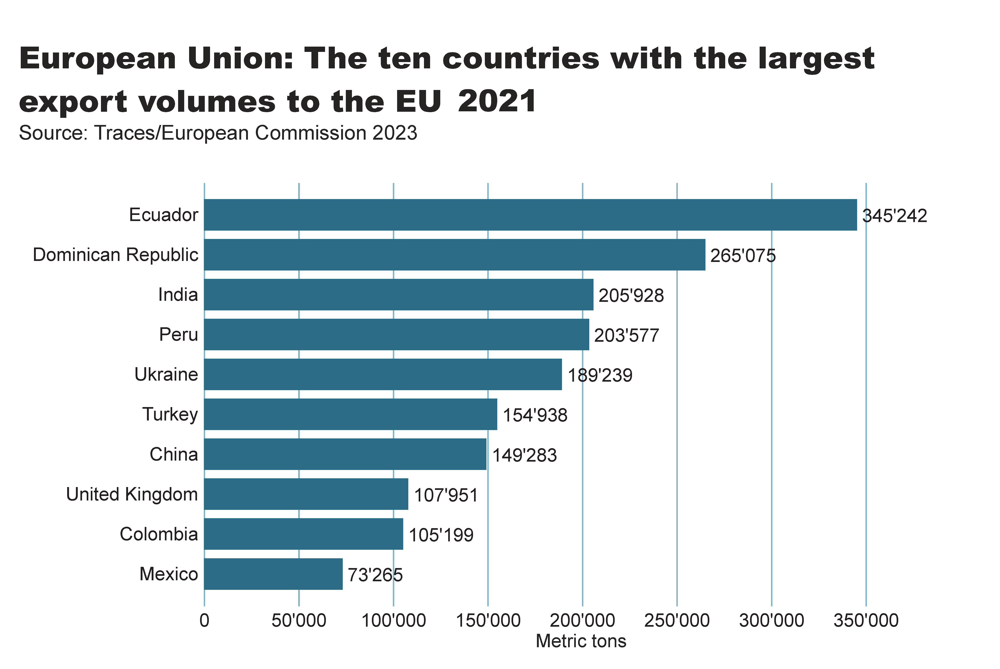 European Union: The ten countries with the largest
export volumes to the EU 2021
Source: Traces/European Commission 2023
Ecuador 345'242
Dominican Republic 265'075
India 205'928
Peru 203'577
Ukraine 189'239
Turkey 154'938
China 149'283
United Kingdom 107'951
Colombia 105'199
Mexico 73'265
0 50'000 100'000 150'000 200'000 250'000 300'000 350'000
Metric tons